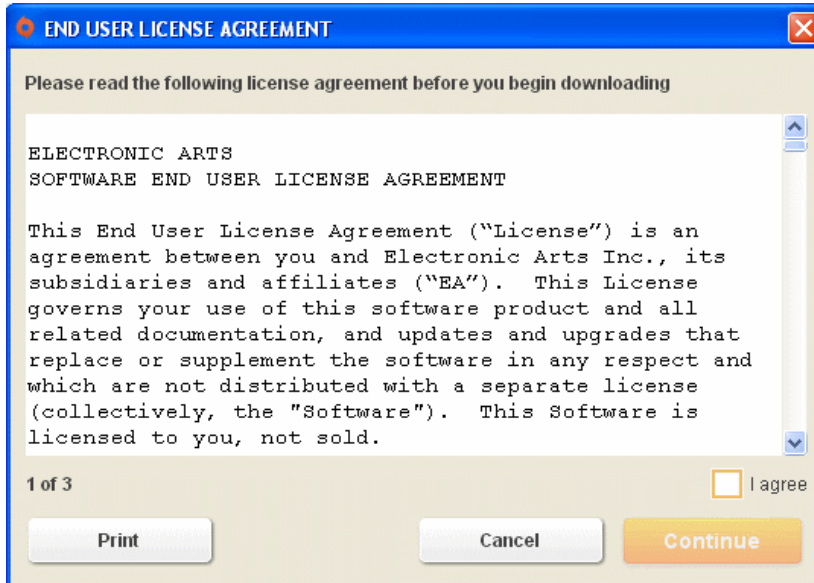 END USER LICENSE AGREEMENT
Please read the following license agreement before you begin downloading
ELECTRONIC ARTS
SOFTWARE END USER LICENSE AGREEMENT
This End User License Agreement (“License”) is an
agreement between you and Electronic Arts Inc., its
subsidiaries and affiliates (“EA”).  This License
governs your use of this software product and all
related documentation, and updates and upgrades that
replace or supplement the software in any respect and
which are not distributed with a separate license
(collectively, the "Software").  This Software is
licensed to you, not sold.
1 of 3
I agree
Print
Cancel
Continue